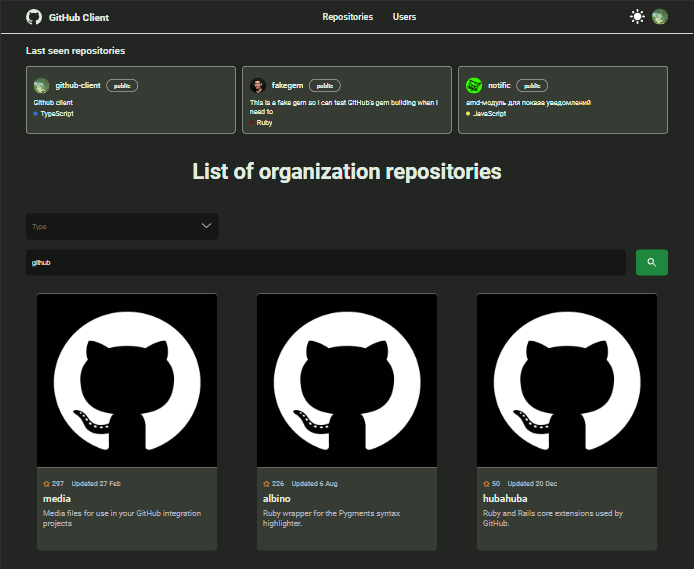 GitHub Client
Repositories
Users
Last seen repositories
github-client
public
Github client
TypeScript
fakegem
public
This is a fake gem so I can test GitHub's gem building when I
need to
Ruby
notific
public
amd-модуль для показа уведомлений
JavaScript
List of organization repositories
Type
github
297 Updated 27 Feb
media
Media files for use in your GitHub integration
projects
226 Updated 6 Aug
albino
Ruby wrapper for the Pygments syntax
highlighter.
50 Updated 20 Dec
hubahuba
Ruby and Rails core extensions used by
GitHub.